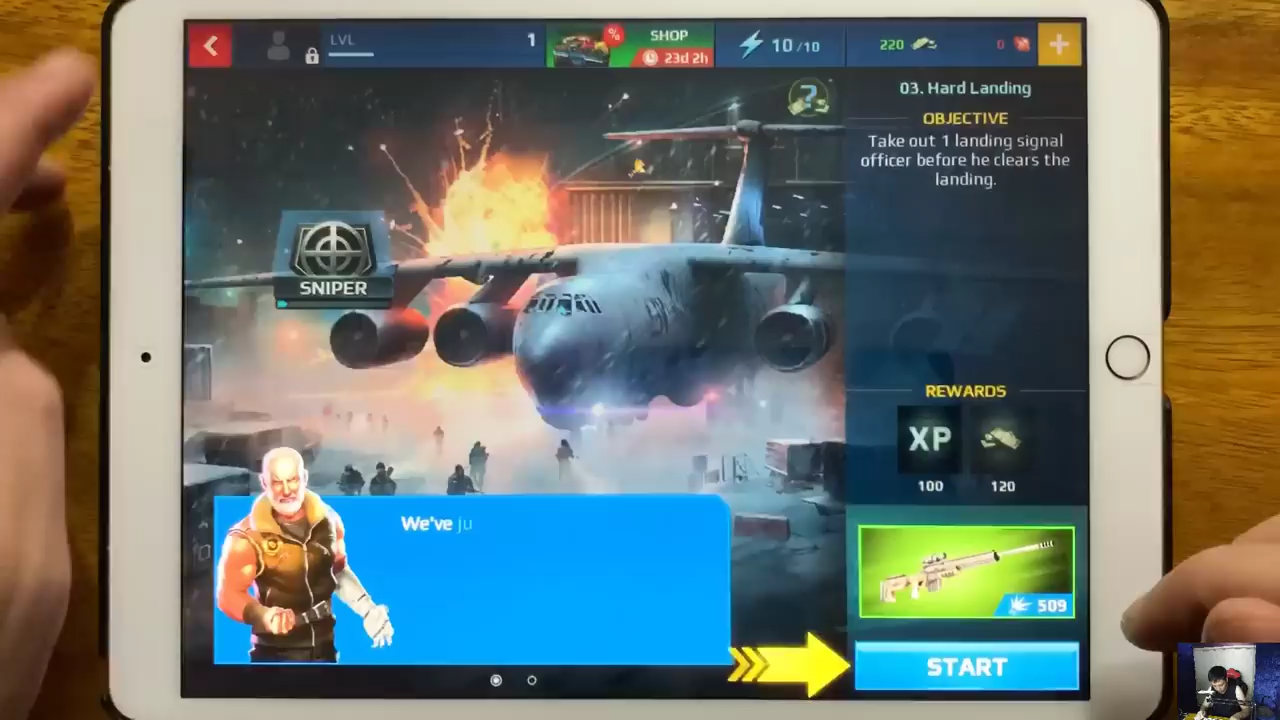 LVL 1
%
SHOP
23d 2h
10/10
220
0
+
?
03. Hard Landing
OBJECTIVE
Take out 1 landing signal
officer before he clears the
landing.
SNIPER
REWARDS
XP
100
120
We've ju
509
START